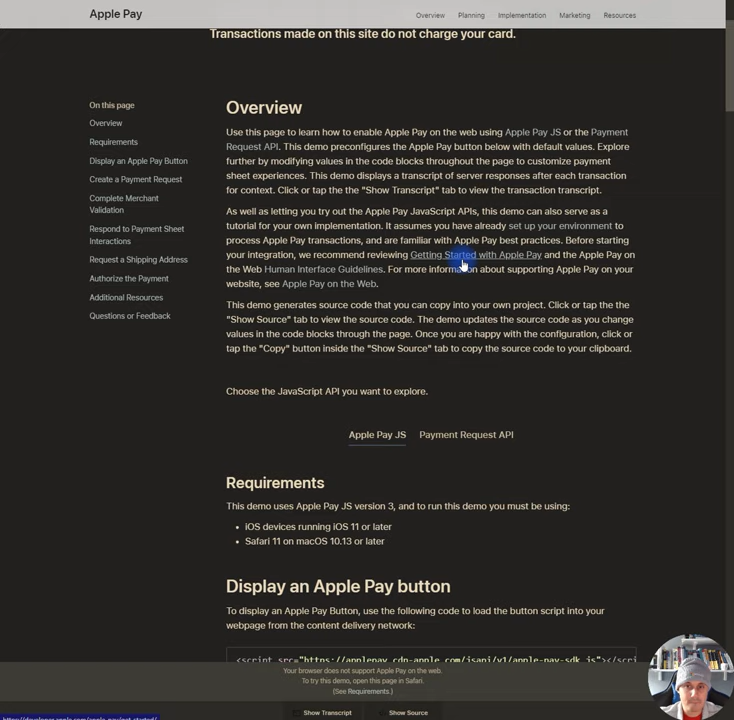 Apple Pay
Overview
Planning
Implementation
Marketing
Resources
Transactions made on this site do not charge your card.
On this page
Overview
Requirements
Display an Apple Pay Button
Create a Payment Request
Complete Merchant
Validation
Respond to Payment Sheet
Interactions
Request a Shipping Address
Authorize the Payment
Additional Resources
Questions or Feedback
Overview
Use this page to learn how to enable Apple Pay on the web using Apple Pay JS or the Payment
Request API. This demo preconfigures the Apple Pay button below with default values. Explore
further by modifying values in the code blocks throughout the page to customize payment
sheet experiences. This demo displays a transcript of server responses after each transaction
for context. Click or tap the the "Show Transcript" tab to view the transaction transcript.
As well as letting you try out the Apple Pay JavaScript APIs, this demo can also serve as a
tutorial for your own implementation. It assumes you have already set up your environment to
process Apple Pay transactions, and are familiar with Apple Pay best practices. Before starting
your integration, we recommend reviewing Getting Started with Apple Pay and the Apple Pay on
the Web Human Interface Guidelines. For more information about supporting Apple Pay on your
website, see Apple Pay on the Web.
This demo generates source code that you can copy into your own project. Click or tap the the
"Show Source" tab to view the source code. The demo updates the source code as you change
values in the code blocks through the page. Once you are happy with the configuration, click or
tap the "Copy" button inside the "Show Source" tab to copy the source code to your clipboard.
Choose the JavaScript API you want to explore.
Apple Pay JS
Payment Request API
Requirements
This demo uses Apple Pay JS version 3, and to run this demo you must be using:
• iOS devices running iOS 11 or later
• Safari 11 on macOS 10.13 or later
Display an Apple Pay button
To display an Apple Pay Button, use the following code to load the button script into your
webpage from the content delivery network:
<script src="https://applepay.cdn-apple.com/jsapi/v1/apple-pay-sdk.js"></scri
Your browser does not support Apple Pay on the web.
To try this demo, open this page in Safari.
(See Requirements.)
Show Transcript
Show Source